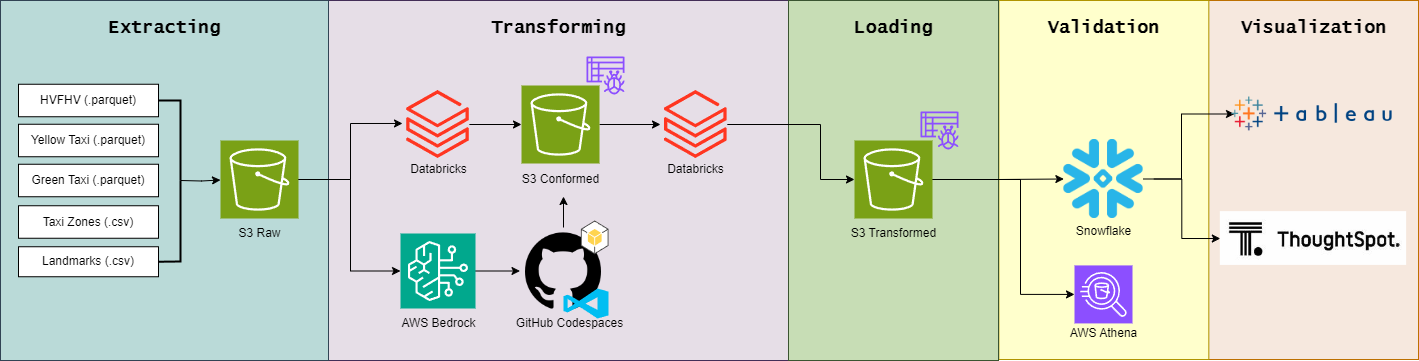 Extracting
Transforming
Loading
Validation
Visualization
HVFHV (.parquet)
Yellow Taxi (.parquet)
Green Taxi (.parquet)
Taxi Zones (.csv)
Landmarks (.csv)
S3 Raw
Databricks
S3 Conformed
Databricks
AWS Bedrock
GitHub Codespaces
S3 Transformed
Snowflake
AWS Athena
+ableau
T. ThoughtSpot.